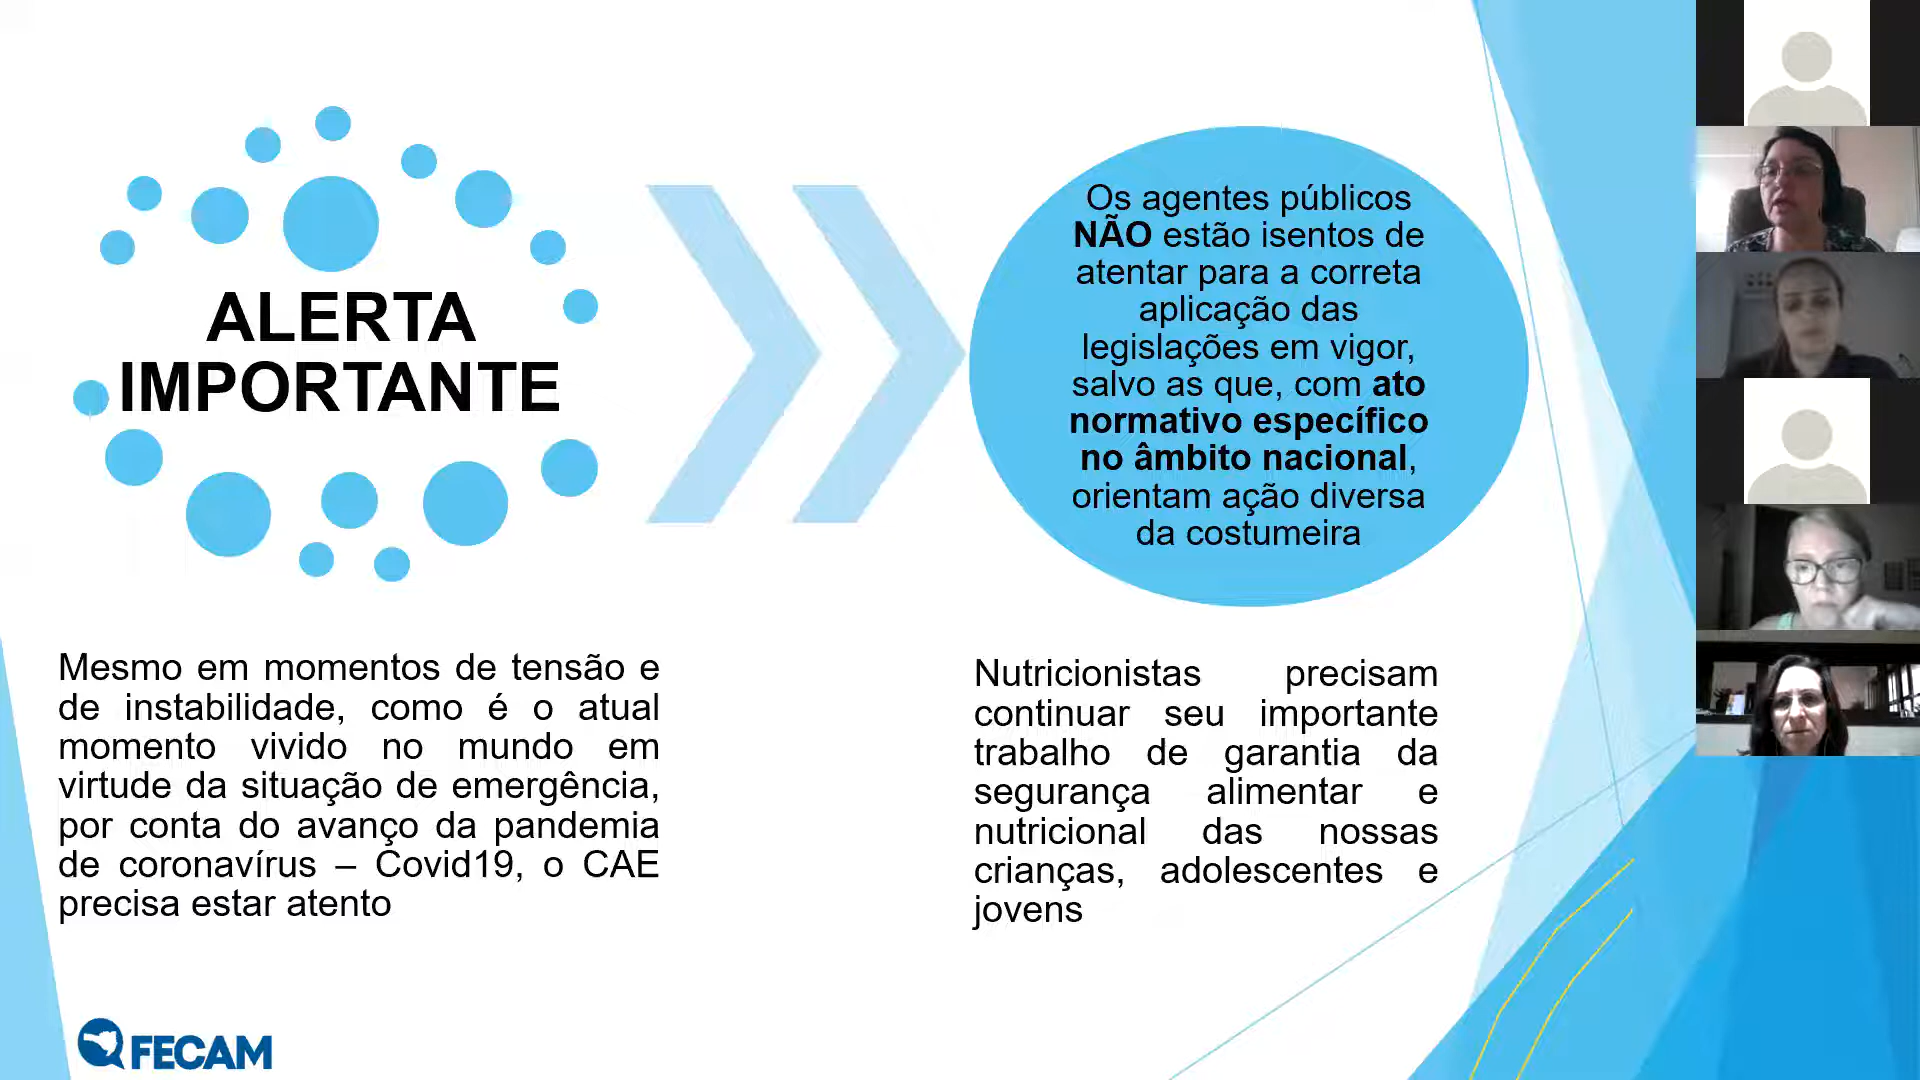 ALERTA
IMPORTANTE
Os agentes públicos
NÃO estão isentos de
atentar para a correta
aplicação das
legislações em vigor,
salvo as que, com ato
normativo específico
no âmbito nacional,
orientam ação diversa
da costumeira
Mesmo em momentos de tensão e
de instabilidade, como é o atual
momento vivido no mundo em
virtude da situação de emergência,
por conta do avanço da pandemia
de coronavírus – Covid19, o CAE
precisa estar atento
Nutricionistas precisam
continuar seu importante
trabalho de garantia da
segurança alimentar e
nutricional das nossas
crianças, adolescentes e
jovens
FECAM